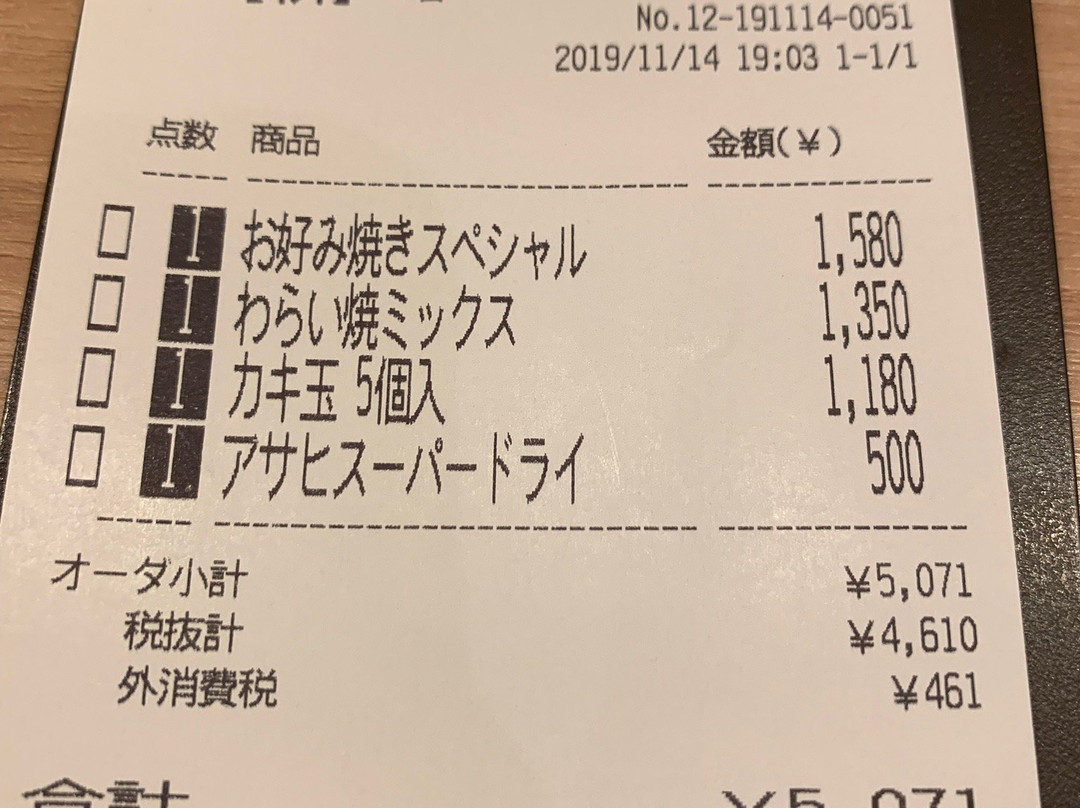 No.12-191114-0051
2019/11/14 19:03 1-1/1
点数 商品 金額(¥)
1 お好み焼きスペシャル 1,580
1 わらい焼ミックス 1,350
1 カキ玉 5個入 1,180
1 アサヒスーパードライ 500
オーダ小計 ¥5,071
税抜計 ¥4,610
外消費税 ¥461
合計 ¥5,071